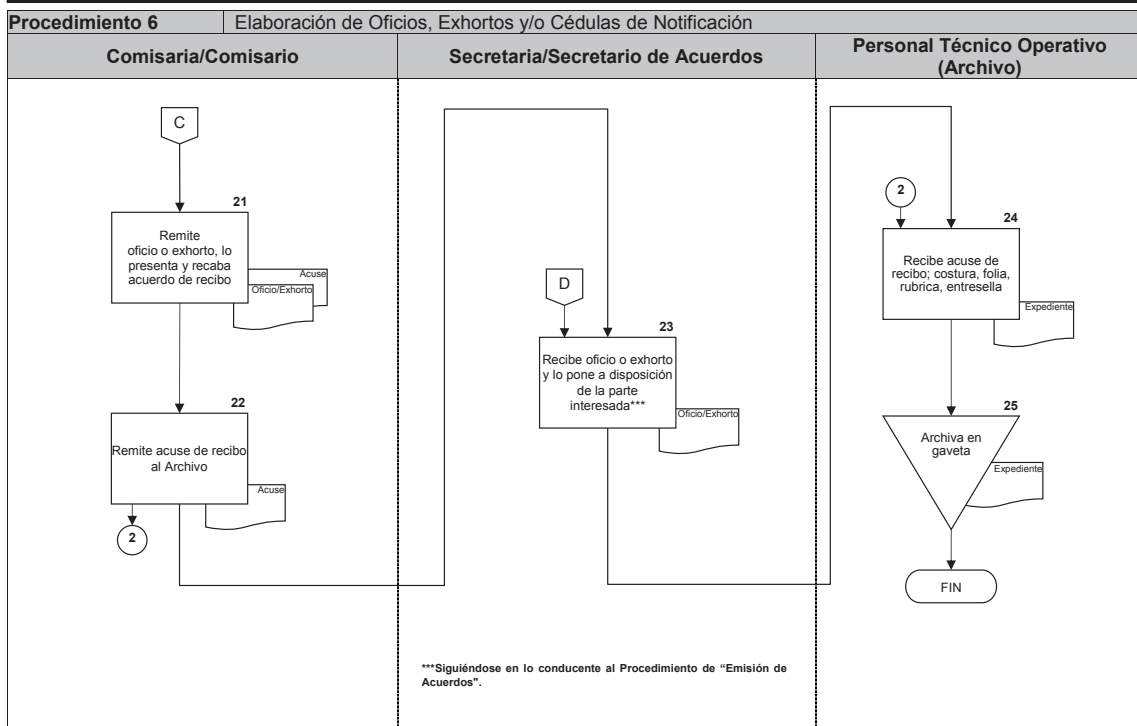 Procedimiento 6 Elaboración de Oficios, Exhortos y/o Cédulas de Notificación
Comisaria/Comisario
Secretaria/Secretario de Acuerdos
Personal Técnico Operativo
(Archivo)
C
21
Remite
oficio o exhorto, lo
presenta y recaba
acuerdo de recibo
Acuse
Oficio/Exhorto
22
Remite acuse de recibo
al Archivo
Acuse
2
D
23
Recibe oficio o exhorto
y lo pone a disposición
de la parte
interesada***
Oficio/Exhorto
***Siguiéndose en lo conducente al Procedimiento de “Emisión de
Acuerdos".
2
24
Recibe acuse de
recibo; costura, folia,
rubrica, entresella
Expediente
25
Archiva en
gaveta
Expediente
FIN